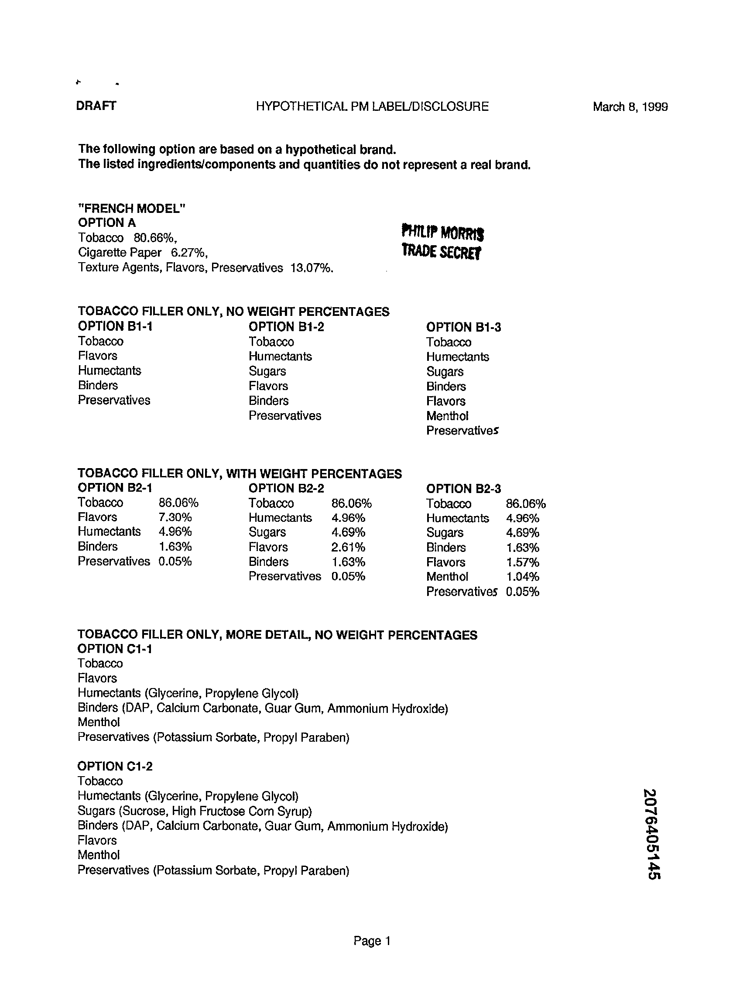 DRAFT HYPOTHETICAL PM LABEL/DISCLOSURE March 8, 1999
The following option are based on a hypothetical brand.
The listed ingredients/components and quantities do not represent a real brand.
"FRENCH MODEL"
OPTION A
Tobacco 80.66%,
Cigarette Paper 6.27%,
Texture Agents, Flavors, Preservatives 13.07%.
PHILIP MORRIS
TRADE SECRET
TOBACCO FILLER ONLY, NO WEIGHT PERCENTAGES
OPTION B1-1 OPTION B1-2 OPTION B1-3
Tobacco Tobacco Tobacco
Flavors Humectants Humectants
Humectants Sugars Sugars
Binders Flavors Binders
Preservatives Binders Flavors
Preservatives Menthol
Preservatives
TOBACCO FILLER ONLY, WITH WEIGHT PERCENTAGES
OPTION B2-1 OPTION B2-2 OPTION B2-3
Tobacco 86.06% Tobacco 86.06% Tobacco 86.06%
Flavors 7.30% Humectants 4.96% Humectants 4.96%
Humectants 4.96% Sugars 4.69% Sugars 4.69%
Binders 1.63% Flavors 2.61% Binders 1.63%
Preservatives 0.05% Binders 1.63% Flavors 1.57%
Preservatives 0.05% Menthol 1.04%
Preservatives 0.05%
TOBACCO FILLER ONLY, MORE DETAIL, NO WEIGHT PERCENTAGES
OPTION C1-1
Tobacco
Flavors
Humectants (Glycerine, Propylene Glycol)
Binders (DAP, Calcium Carbonate, Guar Gum, Ammonium Hydroxide)
Menthol
Preservatives (Potassium Sorbate, Propyl Paraben)
OPTION C1-2
Tobacco
Humectants (Glycerine, Propylene Glycol)
Sugars (Sucrose, High Fructose Corn Syrup)
Binders (DAP, Calcium Carbonate, Guar Gum, Ammonium Hydroxide)
Flavors
Menthol
Preservatives (Potassium Sorbate, Propyl Paraben)
2076405145
Page 1